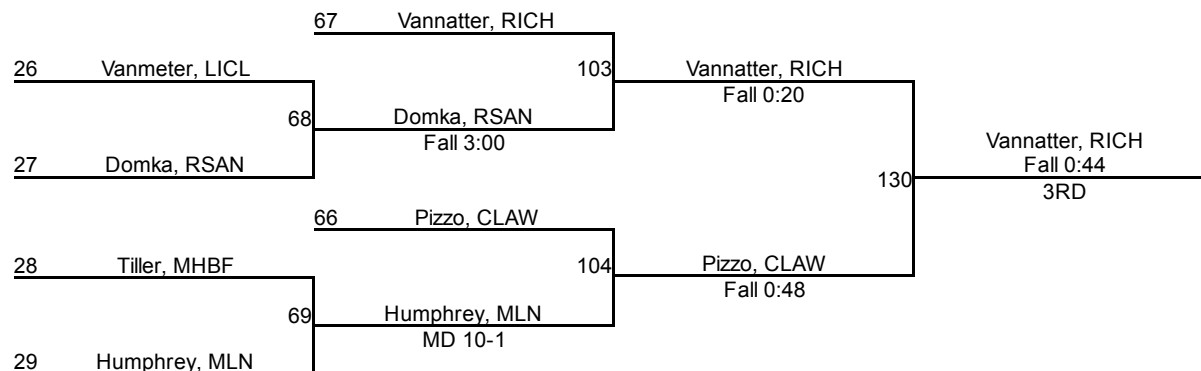 67 Vannatter, RICH
26 Vanmeter, LICL
103 Vannatter, RICH
Fall 0:20
68 Domka, RSAN
Fall 3:00
Vannatter, RICH
Fall 0:44
27 Domka, RSAN
130
3RD
66 Pizzo, CLAW
28 Tiller, MHBF
104 Pizzo, CLAW
Fall 0:48
69 Humphrey, MLN
MD 10-1
29 Humphrey, MLN